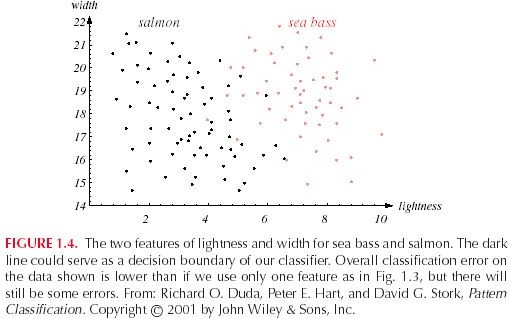 width
22
salmon
sea bass
21
20
19
18
17
16
15
14
lightness
2
4
6
8
10
FIGURE 1.4. The two features of lightness and width for sea bass and salmon. The dark
line could serve as a decision boundary of our classifier. Overall classification error on
the data shown is lower than if we use only one feature as in Fig. 1.3, but there will
still be some errors. From: Richard O. Duda, Peter E. Hart, and David G. Stork, Pattern
Classification. Copyright © 2001 by John Wiley & Sons, Inc.